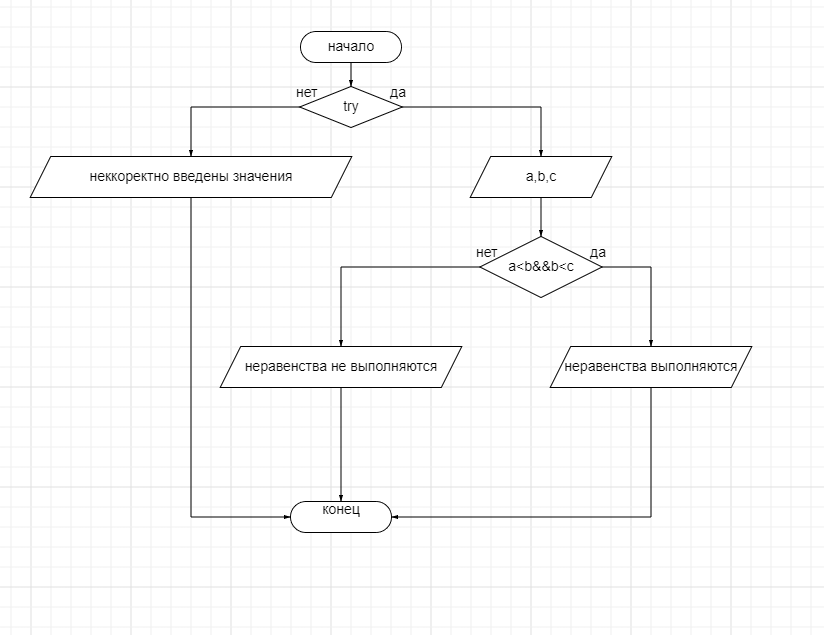 начало
нет
да
try
неккоректно введены значения
a,b,c
нет
да
a<b&&b<c
неравенства не выполняются
неравенства выполняются
конец